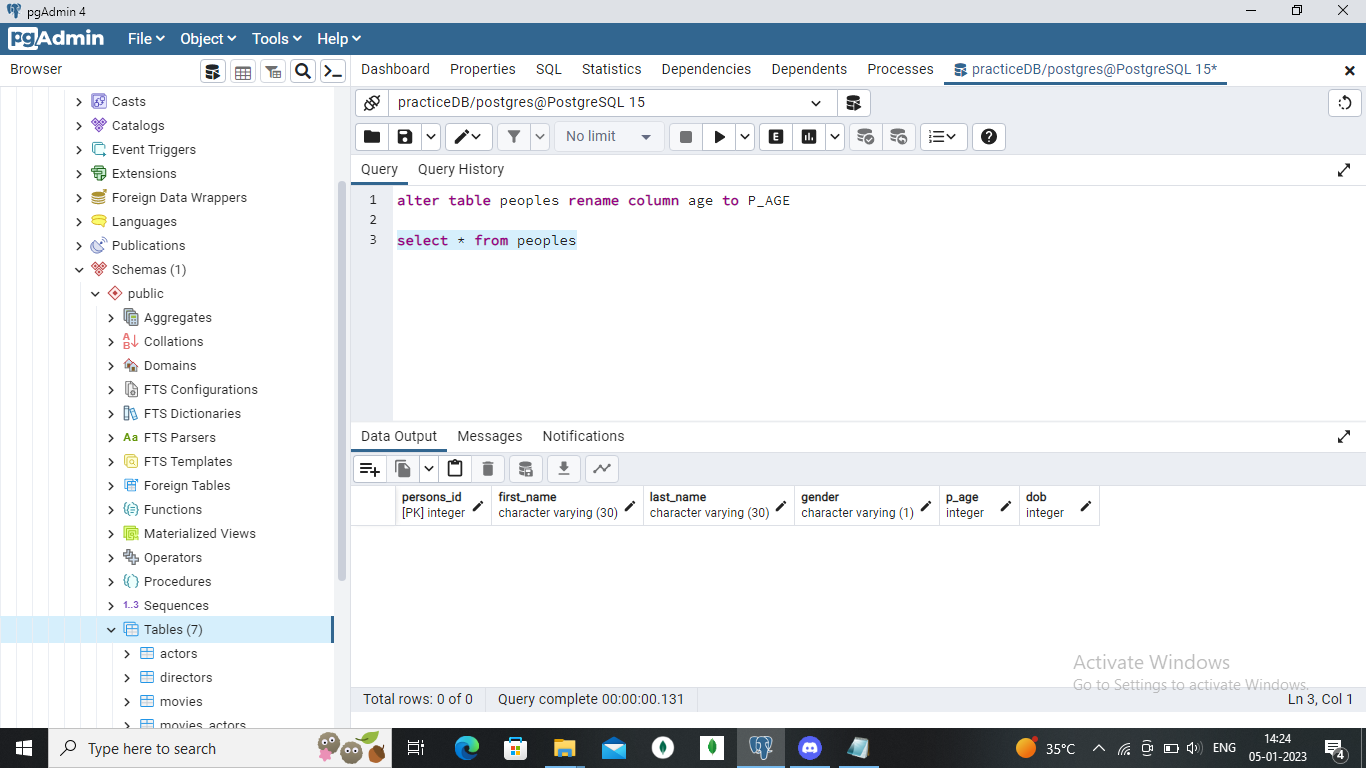 pgAdmin 4
pgAdmin File Object Tools Help
Browser
Dashboard Properties SQL Statistics Dependencies Dependents Processes practiceDB/postgres@PostgreSQL 15*
practiceDB/postgres@PostgreSQL 15
No limit
Query Query History
1 alter table peoples rename column age to P_AGE
2
3 select * from peoples
Casts
Catalogs
Event Triggers
Extensions
Foreign Data Wrappers
Languages
Publications
Schemas (1)
public
Aggregates
Collations
Domains
FTS Configurations
FTS Dictionaries
Aa FTS Parsers
FTS Templates
Foreign Tables
Functions
Materialized Views
Operators
Procedures
1..3 Sequences
Tables (7)
actors
directors
movies
movies_actors
Data Output Messages Notifications
persons_id first_name last_name gender p_age dob
[PK] integer character varying (30) character varying (30) character varying (1) integer integer
Activate Windows
Go to Settings to activate Windows.
Total rows: 0 of 0 Query complete 00:00:00.131 Ln 3, Col 1
Type here to search
35°C ENG 14:24
05-01-2023 4